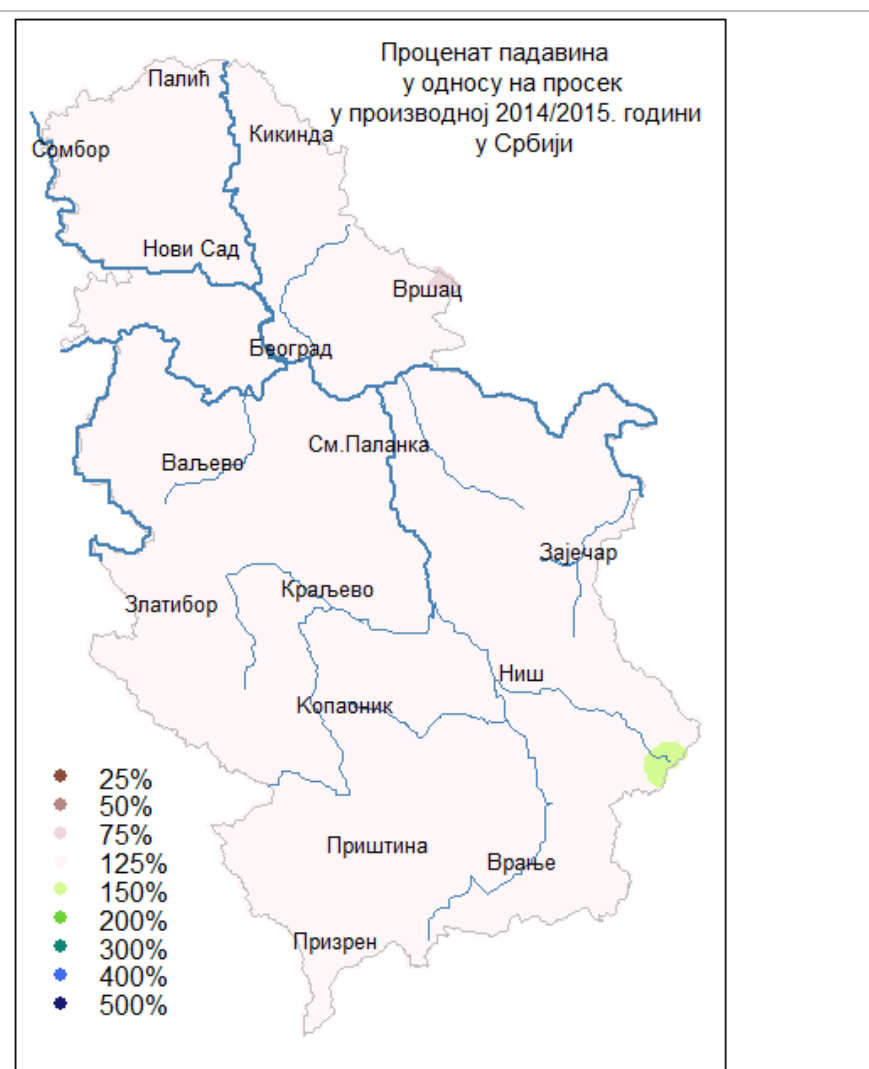 Проценат падавина
у односу на просек
у производној 2014/2015. години
у Србији
Палић
Кикинда
Сомбор
Нови Сад
Вршац
Београд
См.Паланка
Ваљево
Зајечар
Краљево
Златибор
Ниш
Копаоник
Приштина
Врање
Призрен
25%
50%
75%
125%
150%
200%
300%
400%
500%